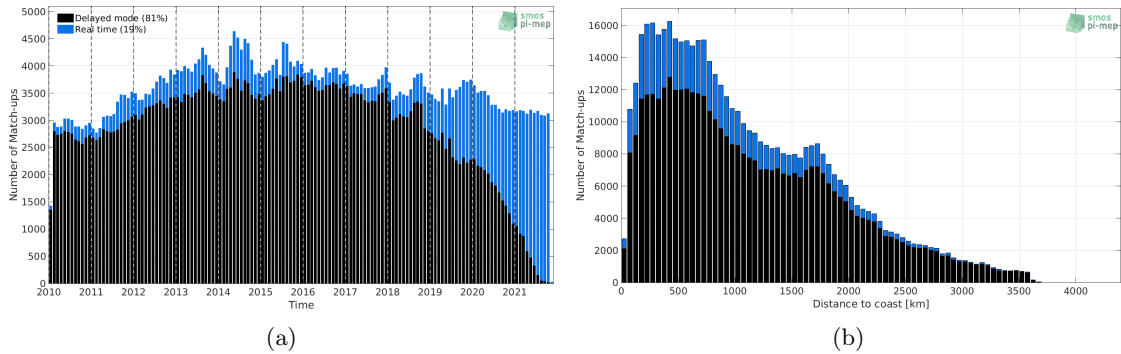 Delayed mode (81%)
Real time (19%)
smos
pi-mep
Number of Match-ups
5000
4500
4000
3500
3000
2500
2000
1500
1000
500
0
2010 2011 2012 2013 2014 2015 2016 2017 2018 2019 2020 2021
Time
(a)
smos
pi-mep
Number of Match-ups
16000
14000
12000
10000
8000
6000
4000
2000
0
0 500 1000 1500 2000 2500 3000 3500 4000
Distance to coast [km]
(b)